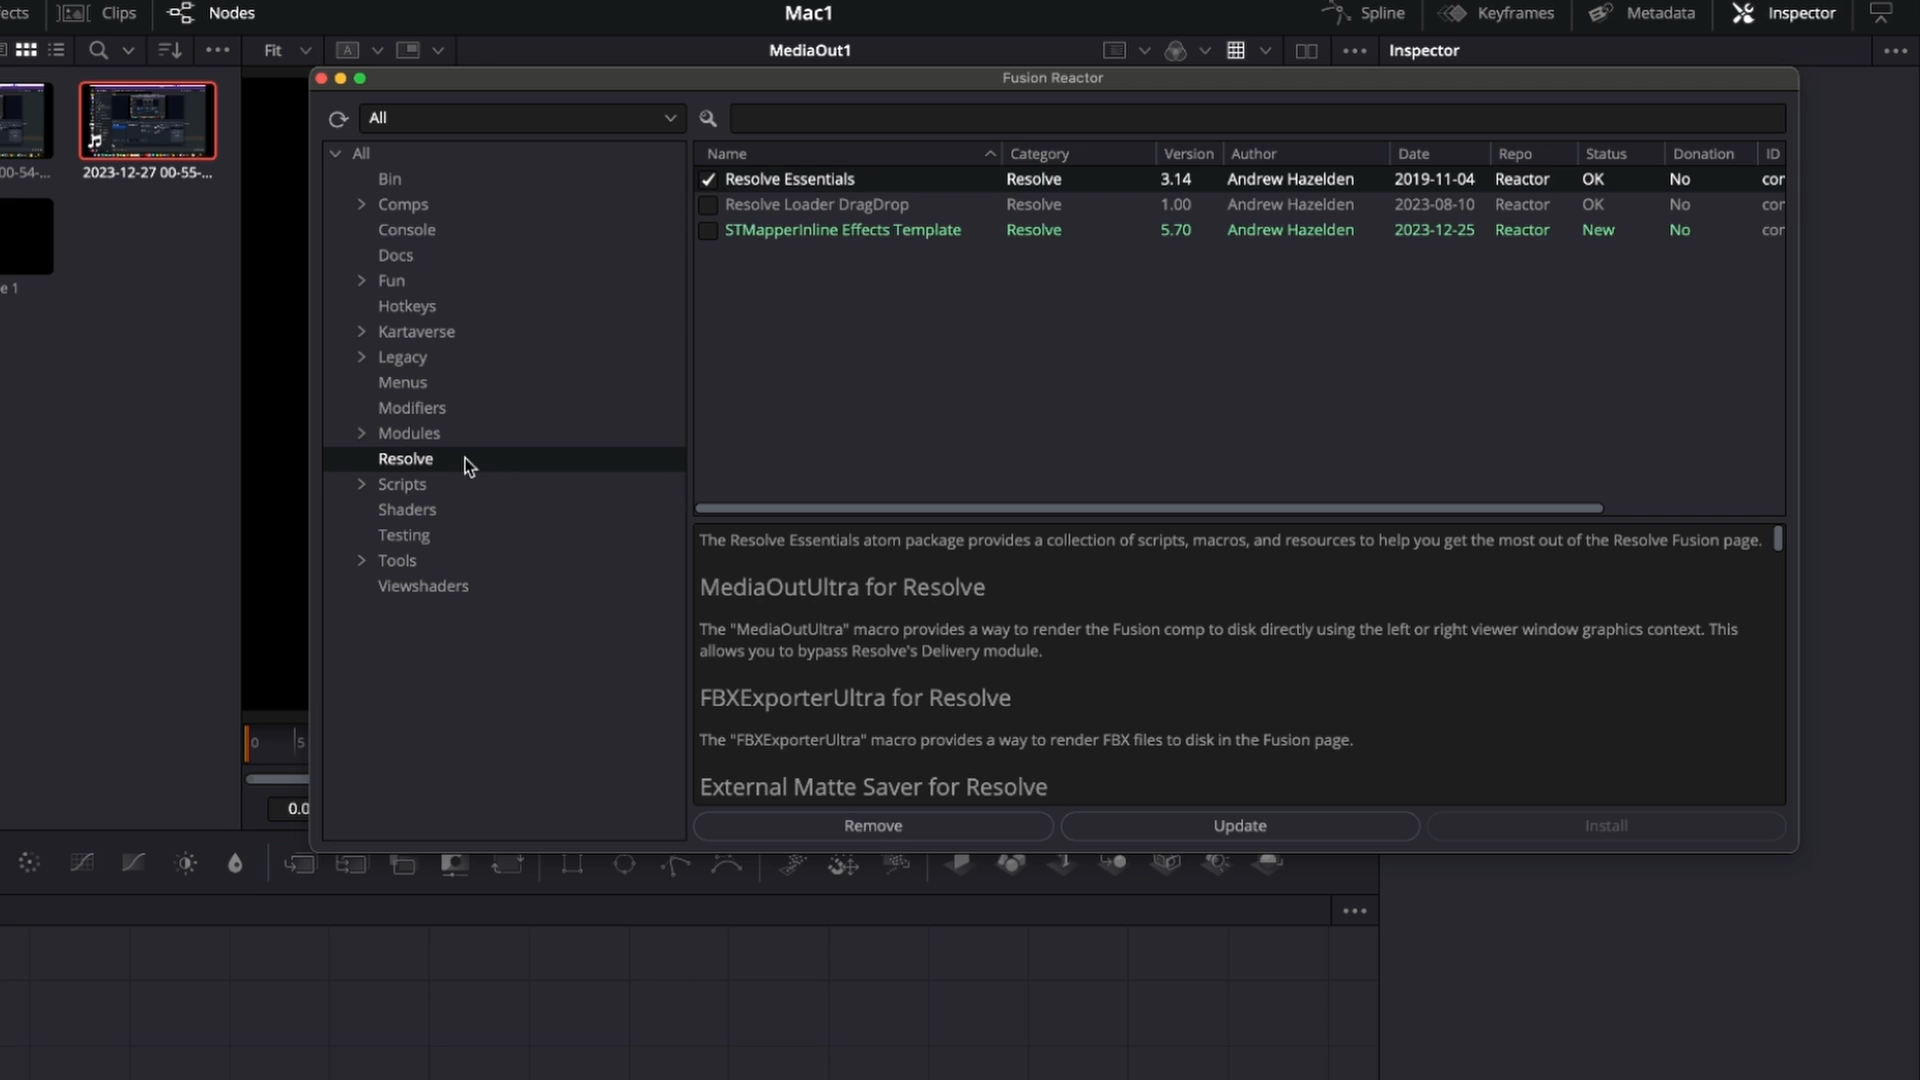 ects Clips Nodes Mac1 Spline Keyframes Metadata Inspector
Fit MediaOut1 Inspector
Fusion Reactor
All
00-54-...
2023-12-27 00-55-...
e 1
All
Bin
Comps
Console
Docs
Fun
Hotkeys
Kartaverse
Legacy
Menus
Modifiers
Modules
Resolve
Scripts
Shaders
Testing
Tools
Viewshaders
Name Category Version Author Date Repo Status Donation ID
Resolve Essentials Resolve 3.14 Andrew Hazelden 2019-11-04 Reactor OK No cor
Resolve Loader DragDrop Resolve 1.00 Andrew Hazelden 2023-08-10 Reactor OK No cor
STMapperInline Effects Template Resolve 5.70 Andrew Hazelden 2023-12-25 Reactor New No cor
The Resolve Essentials atom package provides a collection of scripts, macros, and resources to help you get the most out of the Resolve Fusion page.
MediaOutUltra for Resolve
The "MediaOutUltra" macro provides a way to render the Fusion comp to disk directly using the left or right viewer window graphics context. This
allows you to bypass Resolve's Delivery module.
FBXExporterUltra for Resolve
The "FBXExporterUltra" macro provides a way to render FBX files to disk in the Fusion page.
External Matte Saver for Resolve
Remove Update Install
0 5
0.0